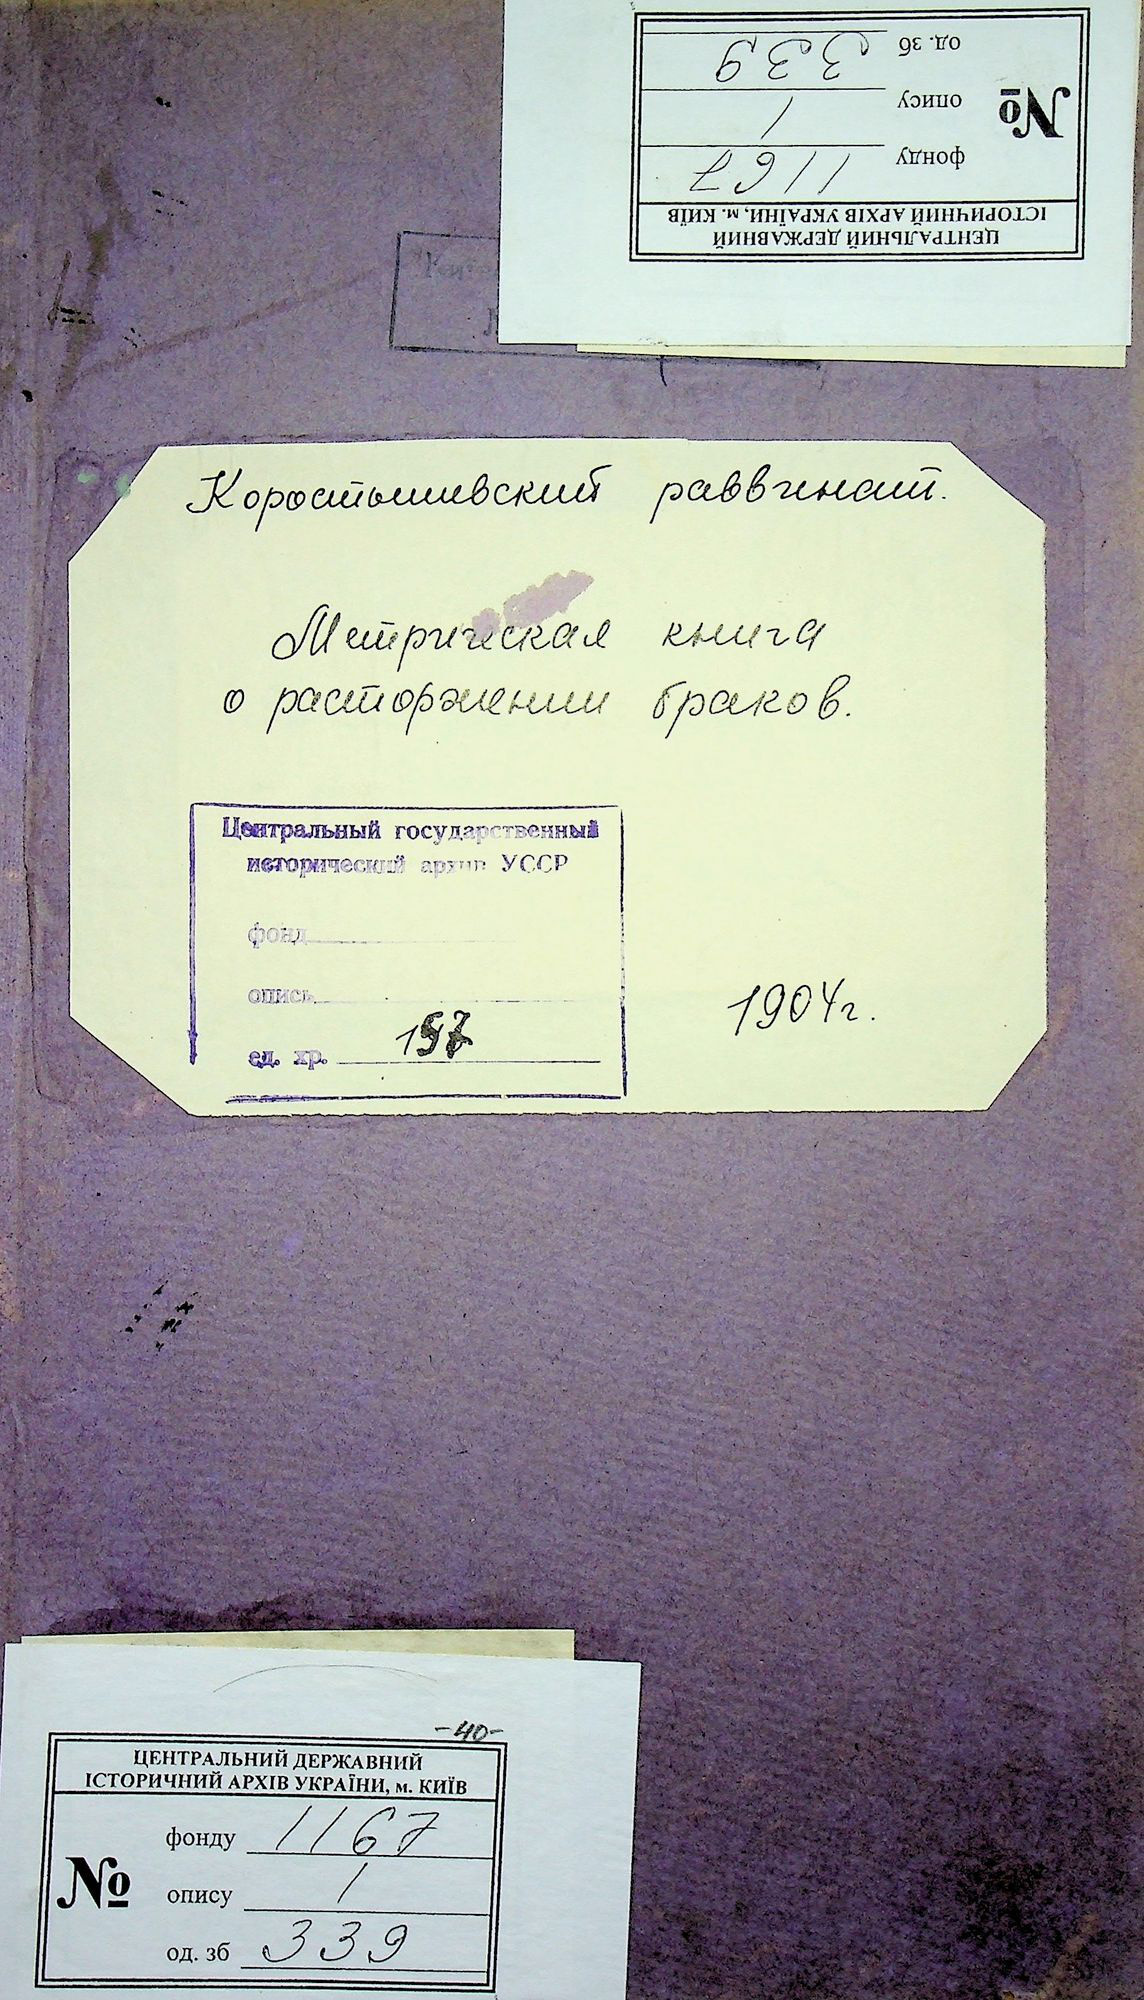 ЦЕНТРАЛЬНИЙ ДЕРЖАВНИЙ
ІСТОРИЧНИЙ АРХІВ УКРАЇНИ, м. КИЇВ
№
фонду 1167
опису 1
од. зб 339
Коростышевский раввинат.
Метрическая книга
о расторжении браков.
Центральный государственный
исторический архив УССР
фонд
опись
ед. хр. 157
1904 г.
-40-
ЦЕНТРАЛЬНИЙ ДЕРЖАВНИЙ
ІСТОРИЧНИЙ АРХІВ УКРАЇНИ, м. КИЇВ
№
фонду 1167
опису 1
од. зб 339